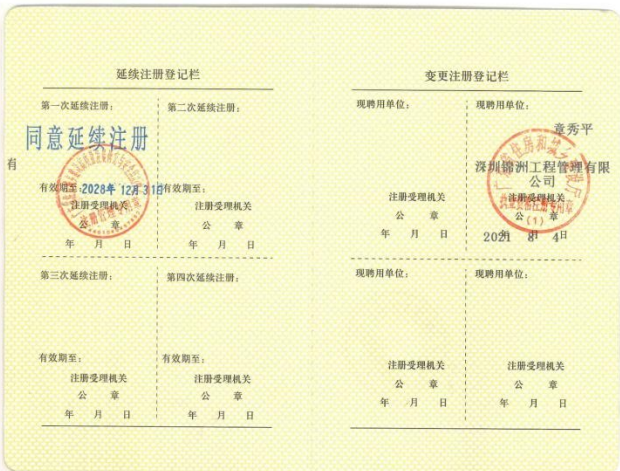 延续注册登记栏
第一次延续注册：
第二次延续注册：
同意延续注册
有
有效期至：2028年 12月 31日
有效期至：
注册受理机关
公 章
年 月 日
注册受理机关
公 章
年 月 日
第三次延续注册：
第四次延续注册：
有效期至：
有效期至：
注册受理机关
公 章
年 月 日
注册受理机关
公 章
年 月 日
变更注册登记栏
现聘用单位：
现聘用单位：
章秀平
深圳锦洲工程管理有限
公司
注册受理机关
公 章
年 月 日
注册受理机关
公 章
(1)
2021年 8月 4日
现聘用单位：
现聘用单位：
注册受理机关
公 章
年 月 日
注册受理机关
公 章
年 月 日